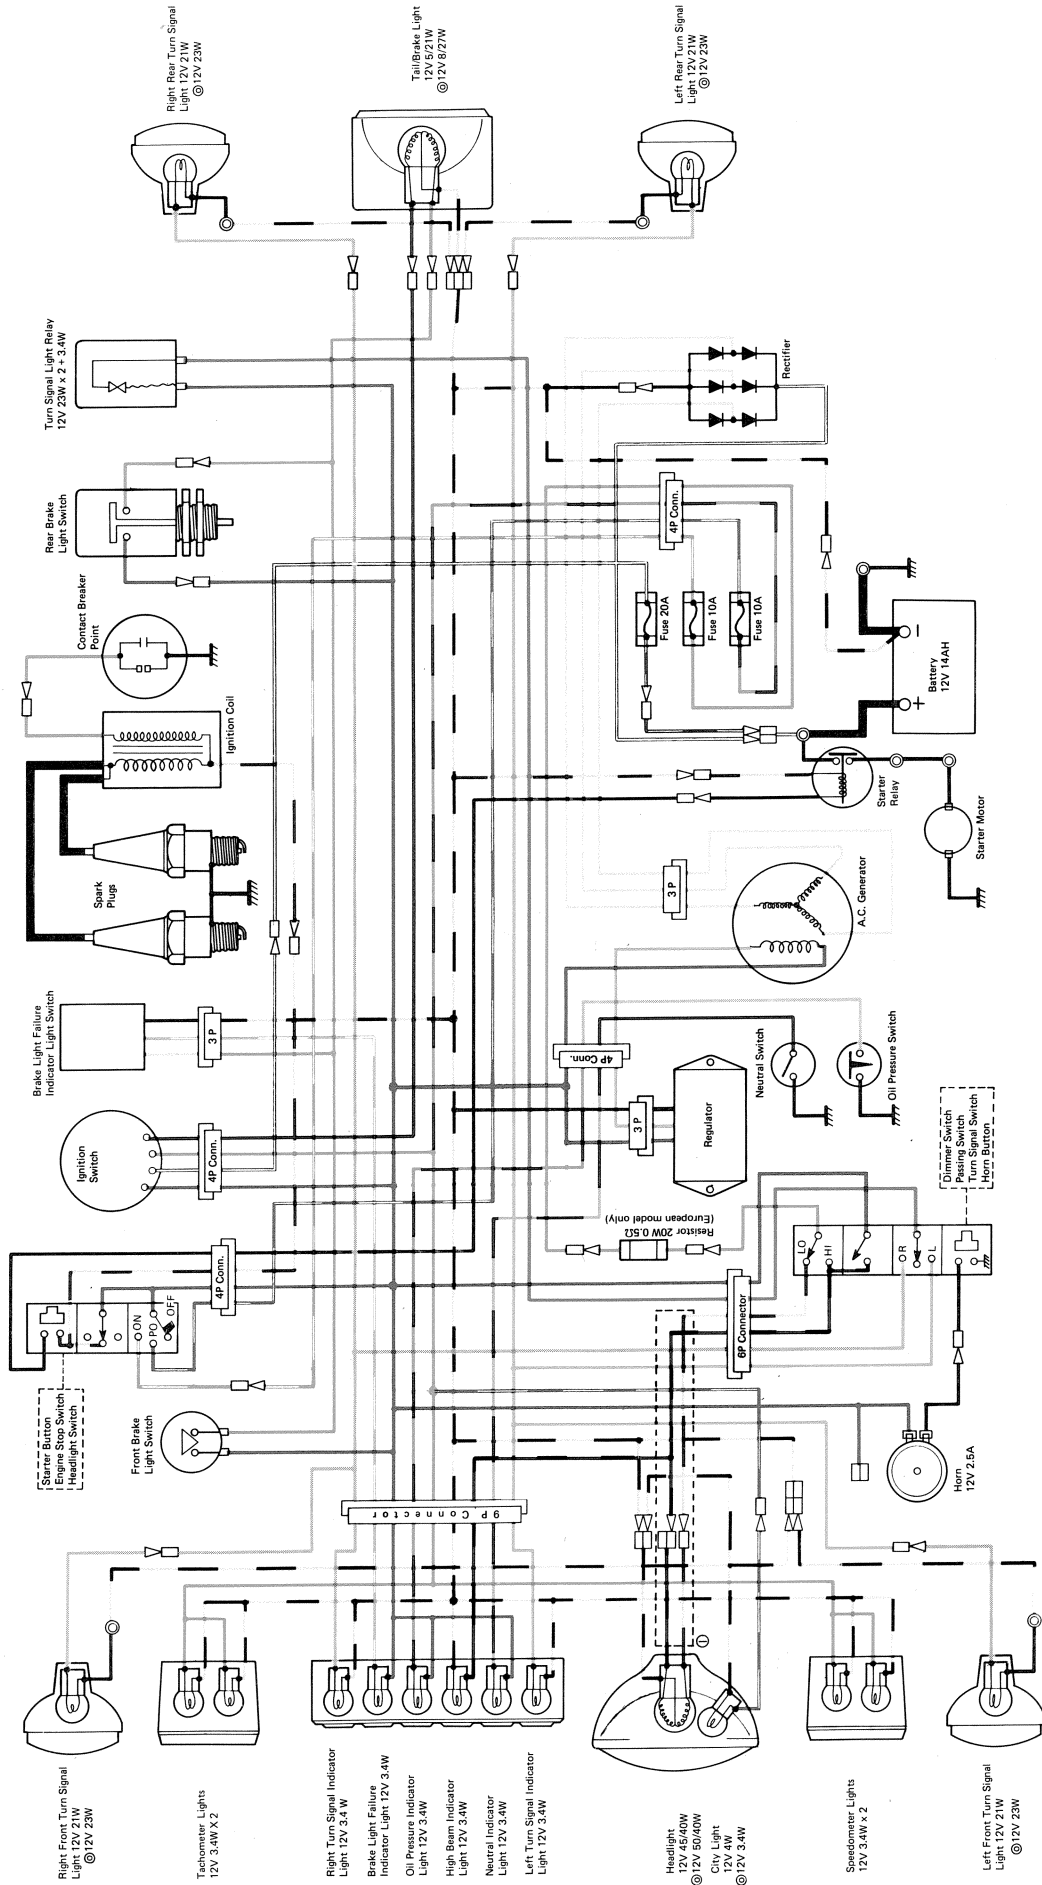 Right Rear Turn Signal
Light 12V 21W
◎12V 23W
Tail/Brake Light
12V 5/21W
◎12V 8/27W
Left Rear Turn Signal
Light 12V 21W
◎12V 23W
Turn Signal Light Relay
12V 23W x 2 + 3.4W
Rectifier
Rear Brake
Light Switch
4P Conn.
Contact Breaker
Point
Fuse 20A
Fuse 10A
Fuse 10A
Battery
12V 14AH
+
−
Ignition Coil
Starter
Relay
Starter Motor
Spark
Plugs
3 P
A.C. Generator
Brake Light Failure
Indicator Light Switch
3 P
4P Conn.
Neutral Switch
Oil Pressure Switch
3 P
Regulator
Ignition
Switch
4P Conn.
Dimmer Switch
Passing Switch
Turn Signal Switch
Horn Button
Resistor 20W 0.5Ω
(European model only)
LO
HI
R
L
4P Conn.
OFF
PO
ON
6P Connector
Starter Button
Engine Stop Switch
Headlight Switch
Front Brake
Light Switch
Horn
12V 2.5A
9P Connector
Right Front Turn Signal
Light 12V 21W
◎12V 23W
Tachometer Lights
12V 3.4W X 2
Right Turn Signal Indicator
Light 12V 3.4 W
Brake Light Failure
Indicator Light 12V 3.4W
Oil Pressure Indicator
Light 12V 3.4W
High Beam Indicator
Light 12V 3.4W
Neutral Indicator
Light 12V 3.4W
Left Turn Signal Indicator
Light 12V 3.4W
Headlight
12V 45/40W
◎12V 50/40W
City Light
12V 4W
◎12V 3.4W
Speedometer Lights
12V 3.4W x 2
Left Front Turn Signal
Light 12V 21W
◎12V 23W